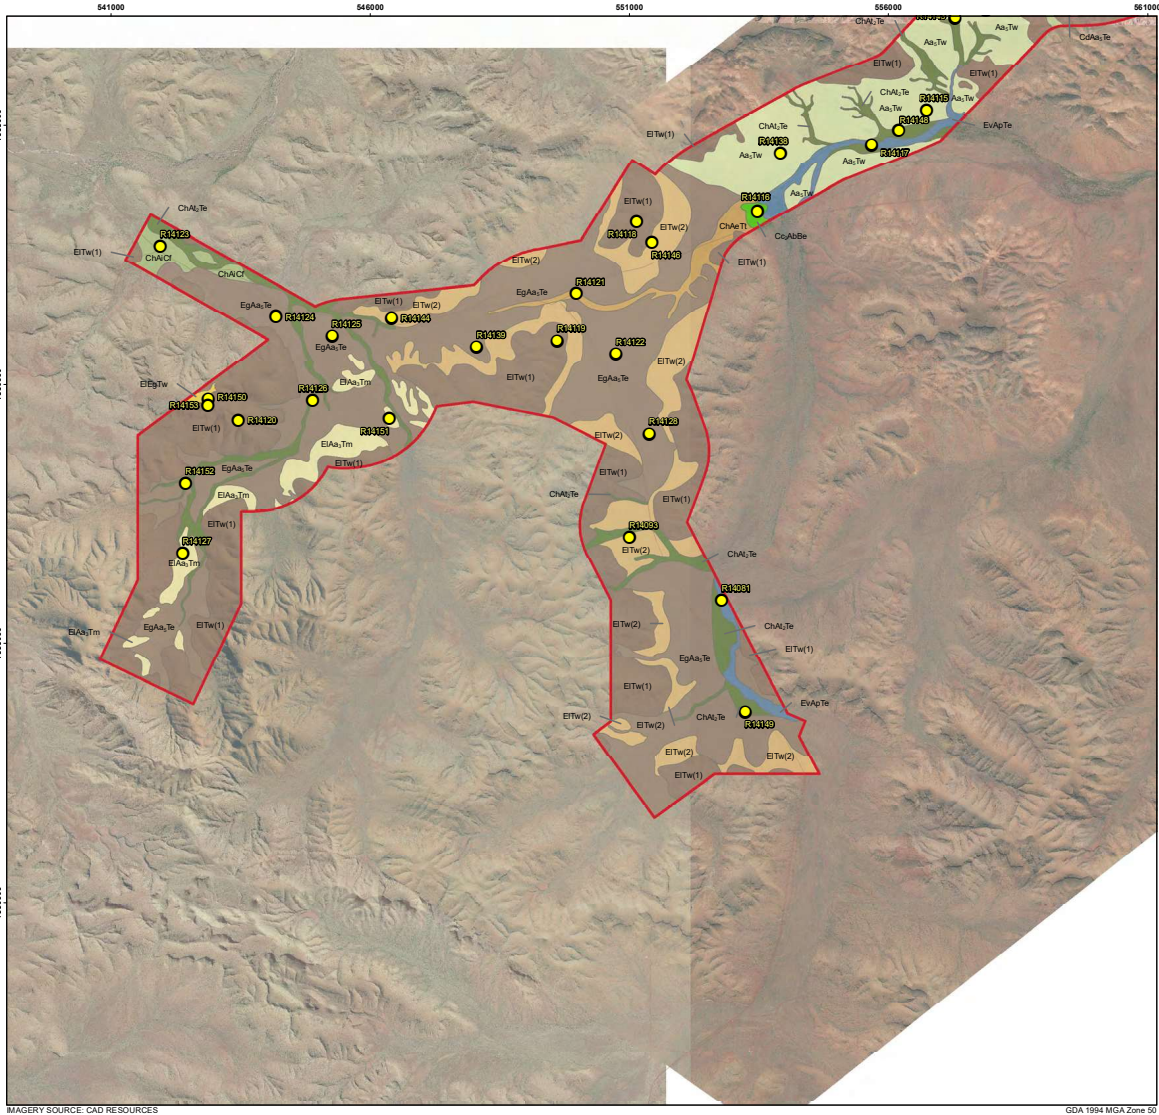 541000 546000 551000 556000 561000
ChAt₂Te
Aa₅Tw
Aa₅Tw
CdAa₅Te
ElTw(1)
ElTw(1)
ChAt₂Te
R14115
Aa₅Tw
Aa₅Tw
R14148
EvApTe
ChAt₂Te
ElTw(1)
R14138
R14117
Aa₅Tw
Aa₅Tw
Aa₅Tw
R14116
ElTw(1)
ChAt₂Te
ChAeTt
ElTw(2)
R14118
R14123
Cc₂AbBe
ElTw(1)
R14146
ChAiCf
ElTw(2)
ElTw(1)
ChAiCf
R14121
EgAa₅Te
ElTw(1)
ElTw(2)
EgAa₅Te
R14124
R14144
R14125
R14139
R14119
EgAa₅Te
R14122
ElTw(2)
ElTw(1)
EgAa₅Te
ElAa₃Tm
ElEgTw
R14126
R14150
R14153
R14120
R14151
ElTw(1)
R14128
ElTw(2)
ElAa₃Tm
ElTw(1)
R14152
EgAa₅Te
ElTw(1)
ChAt₂Te
ElAa₃Tm
ElTw(1)
ElTw(1)
R14093
R14127
ElTw(2)
ChAt₂Te
ElAa₃Tm
R14081
ElTw(2)
ChAt₂Te
EgAa₅Te
ElTw(1)
ElAa₃Tm
ElTw(1)
EgAa₅Te
ElTw(1)
EvApTe
ElTw(2)
ElTw(2)
ChAt₂Te
R14149
ElTw(2)
ElTw(2)
ElTw(1)
IMAGERY SOURCE: CAD RESOURCES
GDA 1994 MGA Zone 50